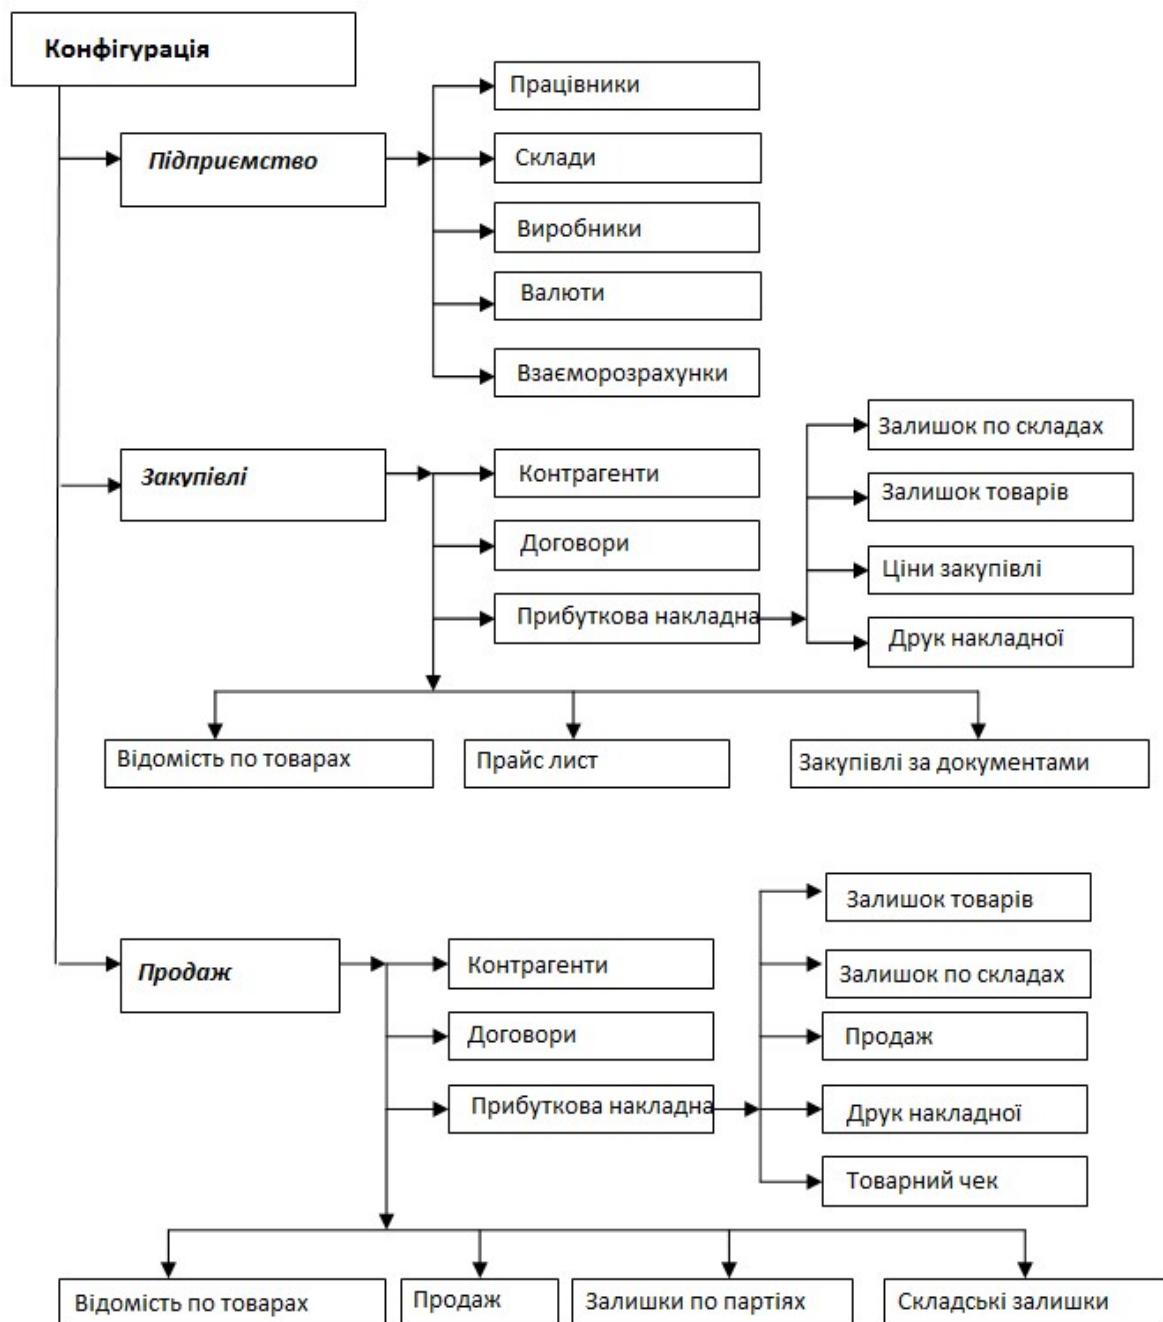 Конфігурація
Працівники
Підприємство
Склади
Виробники
Валюти
Взаєморозрахунки
Залишок по складах
Закупівлі
Контрагенти
Залишок товарів
Договори
Ціни закупівлі
Прибуткова накладна
Друк накладної
Відомість по товарах
Прайс лист
Закупівлі за документами
Залишок товарів
Продаж
Контрагенти
Залишок по складах
Договори
Продаж
Прибуткова накладна
Друк накладної
Товарний чек
Відомість по товарах
Продаж
Залишки по партіях
Складські залишки